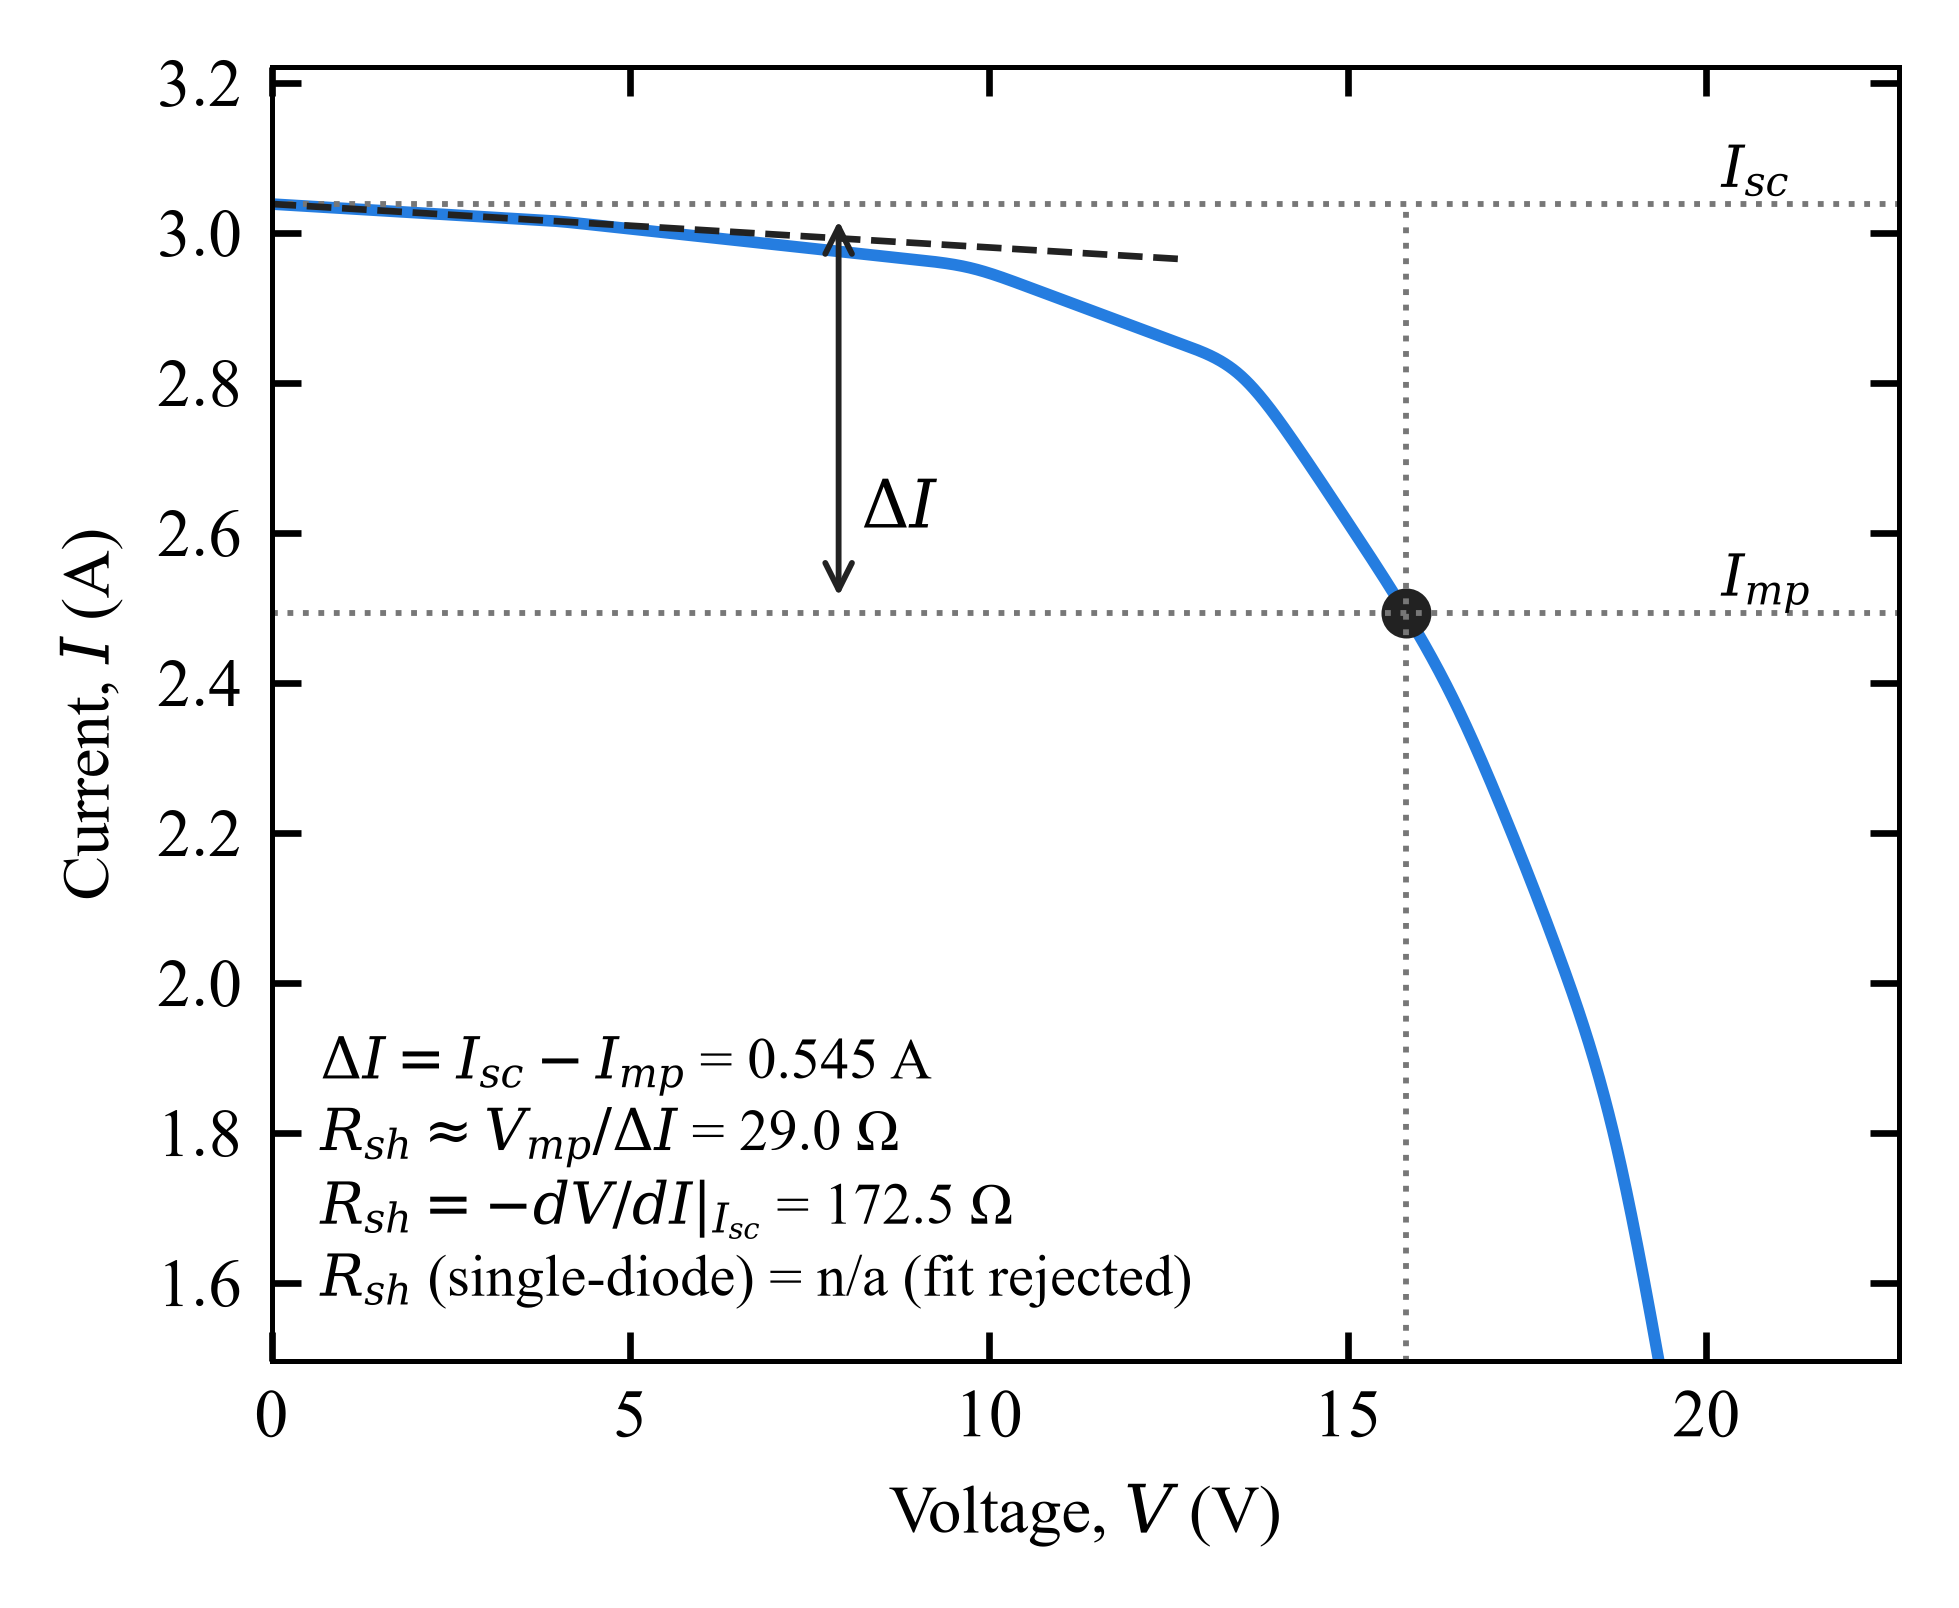 3.2
3.0
2.8
2.6
2.4
2.2
2.0
1.8
1.6
Current, I (A)
I_sc
I_mp
ΔI
ΔI = I_sc − I_mp = 0.545 A
R_sh ≈ V_mp/ΔI = 29.0 Ω
R_sh = −dV/dI|_{I_sc} = 172.5 Ω
R_sh (single-diode) = n/a (fit rejected)
0 5 10 15 20
Voltage, V (V)